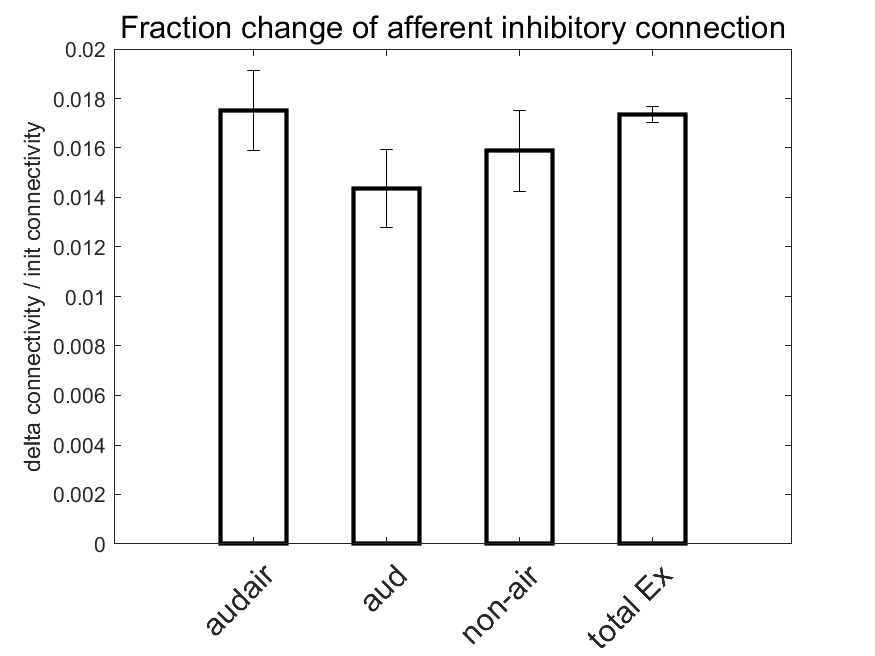 Fraction change of afferent inhibitory connection
delta connectivity / init connectivity
0.02
0.018
0.016
0.014
0.012
0.01
0.008
0.006
0.004
0.002
0
audair
aud
non-air
total Ex